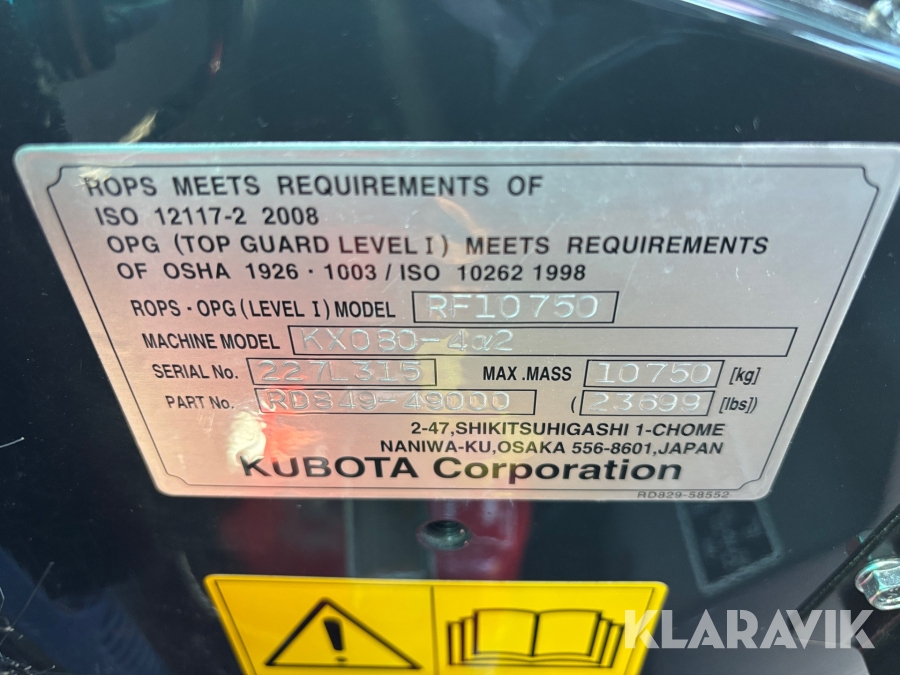 ROPS MEETS REQUIREMENTS OF
ISO 12117-2 2008
OPG (TOP GUARD LEVEL I) MEETS REQUIREMENTS
OF OSHA 1926 · 1003 / ISO 10262 1998
ROPS · OPG (LEVEL I) MODEL RF10750
MACHINE MODEL KX080-4α2
SERIAL No. 227L315 MAX .MASS 10750 [kg]
PART No. RD849-49000 (23699 [lbs])
2-47,SHIKITSUHIGASHI 1-CHOME
NANIWA-KU,OSAKA 556-8601,JAPAN
KUBOTA Corporation
RD829-58552
KLARAVIK